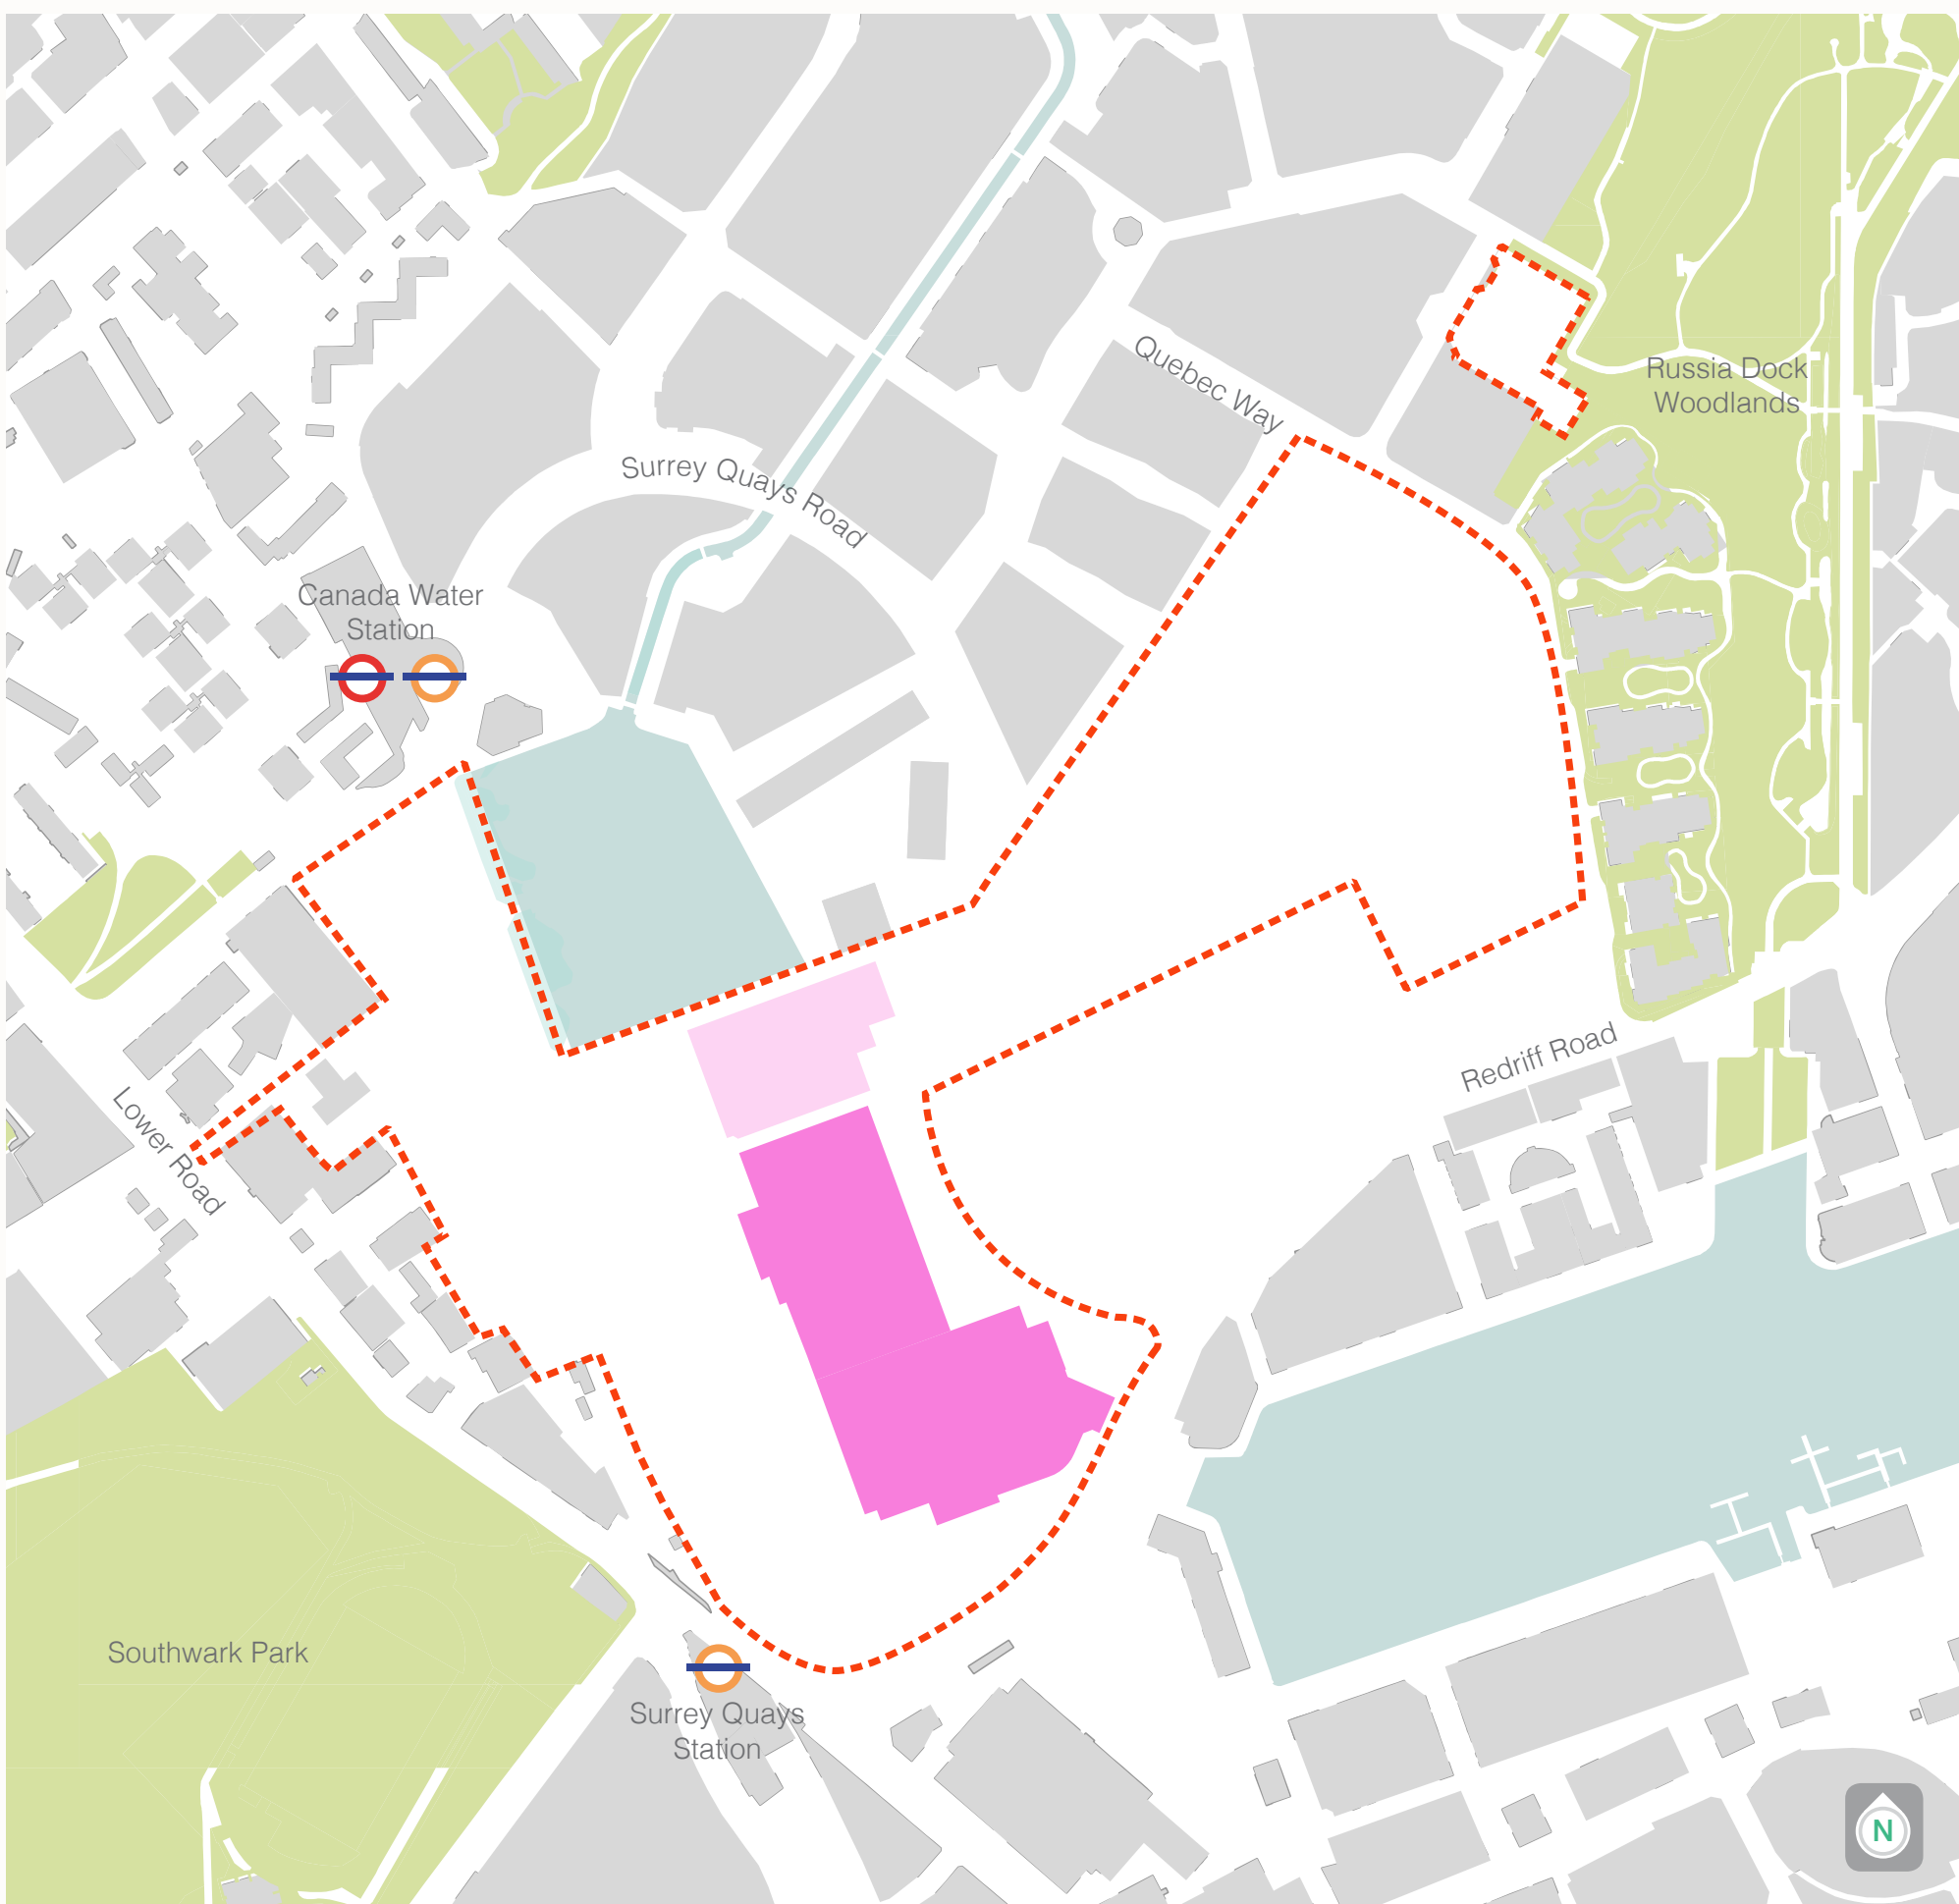 Quebec Way
Russia Dock
Woodlands
Surrey Quays Road
Canada Water
Station
Redriff Road
Lower Road
Southwark Park
Surrey Quays
Station
N